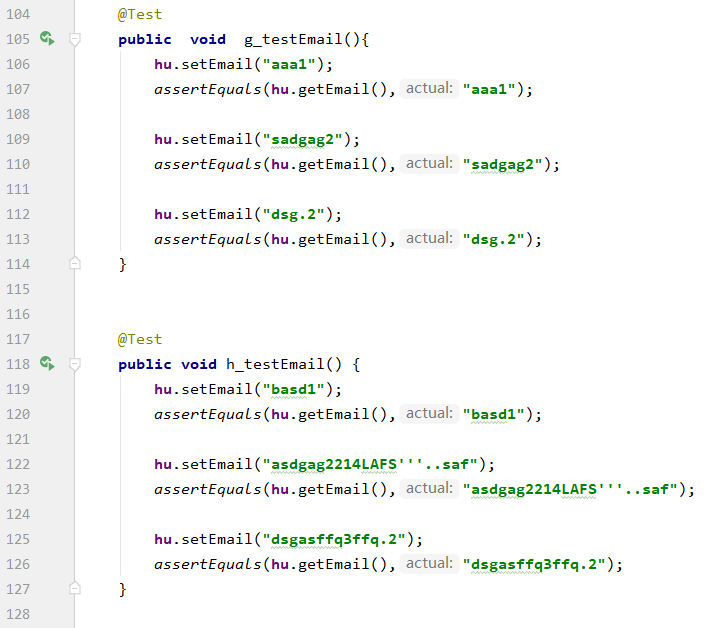 104 @Test
105 public  void  g_testEmail(){
106 hu.setEmail("aaa1");
107 assertEquals(hu.getEmail(), actual: "aaa1");
108
109 hu.setEmail("sadgag2");
110 assertEquals(hu.getEmail(), actual: "sadgag2");
111
112 hu.setEmail("dsg.2");
113 assertEquals(hu.getEmail(), actual: "dsg.2");
114 }
115
116
117 @Test
118 public void h_testEmail() {
119 hu.setEmail("basd1");
120 assertEquals(hu.getEmail(), actual: "basd1");
121
122 hu.setEmail("asdgag2214LAFS'''..saf");
123 assertEquals(hu.getEmail(), actual: "asdgag2214LAFS'''..saf");
124
125 hu.setEmail("dsgasffq3ffq.2");
126 assertEquals(hu.getEmail(), actual: "dsgasffq3ffq.2");
127 }
128